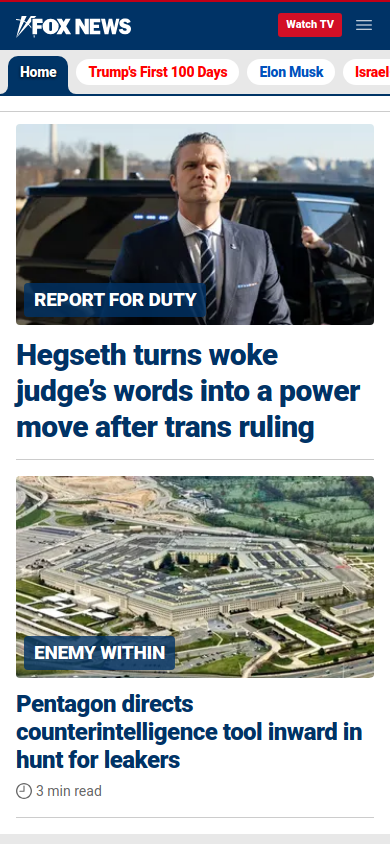 FOX NEWS
Watch TV
Home
Trump's First 100 Days
Elon Musk
Israel
REPORT FOR DUTY
Hegseth turns woke
judge’s words into a power
move after trans ruling
ENEMY WITHIN
Pentagon directs
counterintelligence tool inward in
hunt for leakers
3 min read